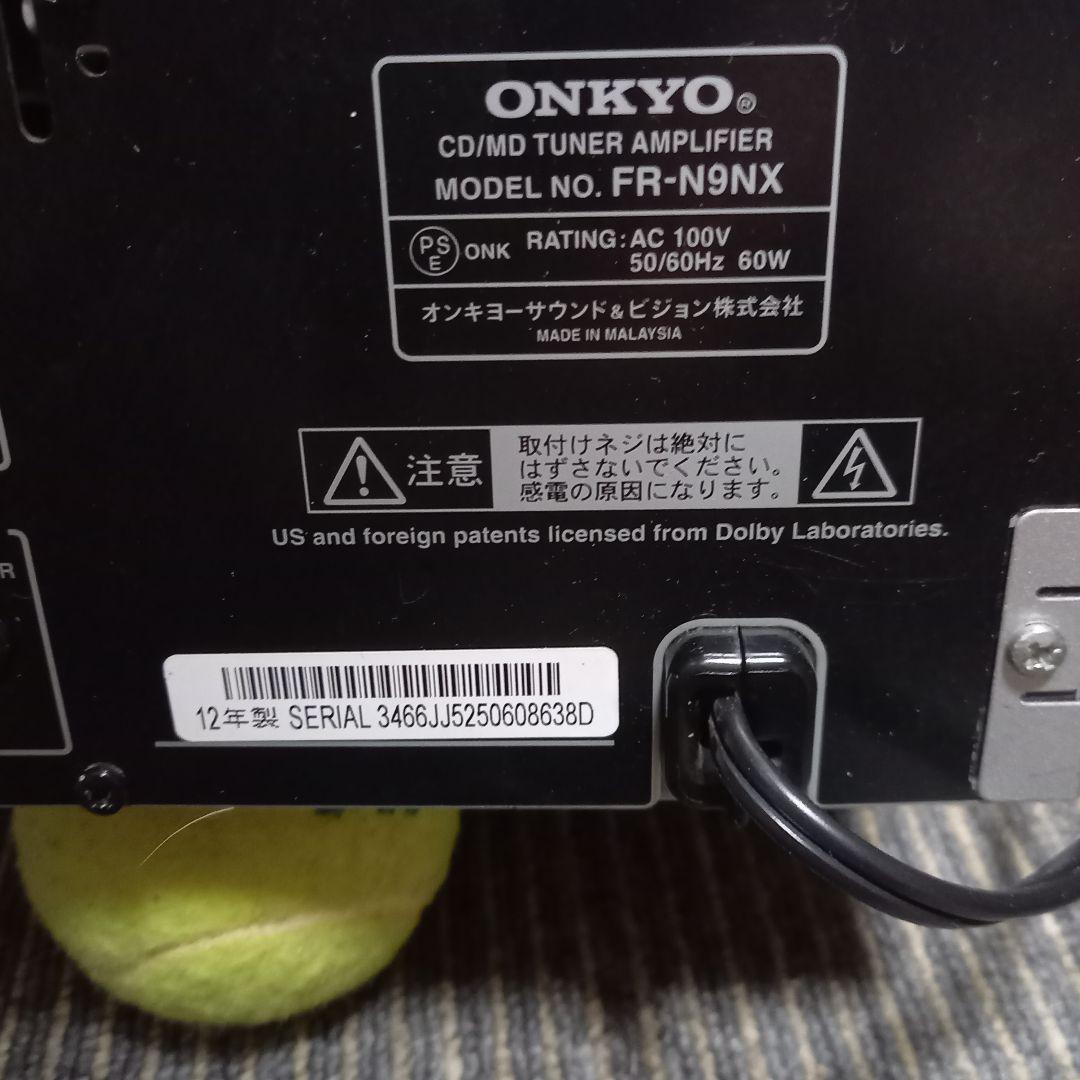 ONKYO®
CD/MD TUNER AMPLIFIER
MODEL NO. FR-N9NX
PSE ONK RATING: AC 100V
50/60Hz 60W
オンキヨーサウンド&ビジョン株式会社
MADE IN MALAYSIA
注意
取付けネジは絶対に
はずさないでください。
感電の原因になります。
US and foreign patents licensed from Dolby Laboratories.
R
12年製 SERIAL 3466JJ5250608638D